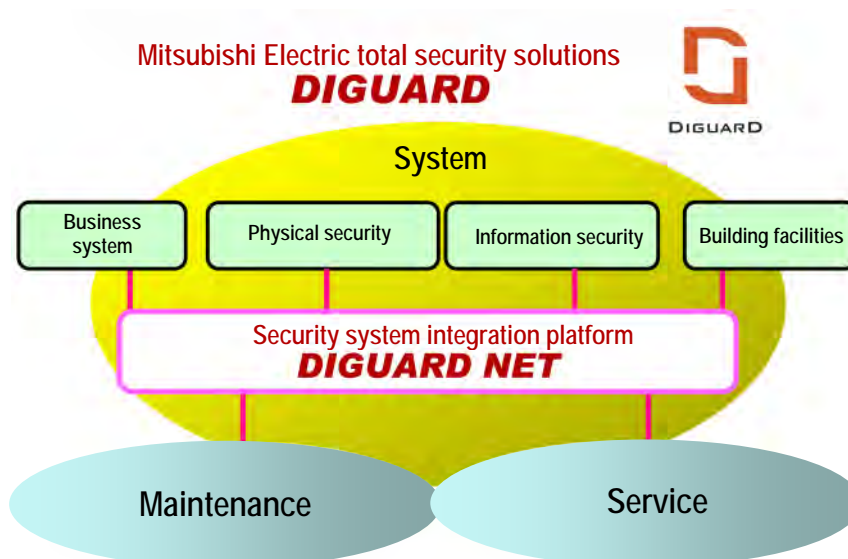 Mitsubishi Electric total security solutions
DIGUARD
DIGUARD
System
Business
system
Physical security
Information security
Building facilities
Security system integration platform
DIGUARD NET
Maintenance
Service